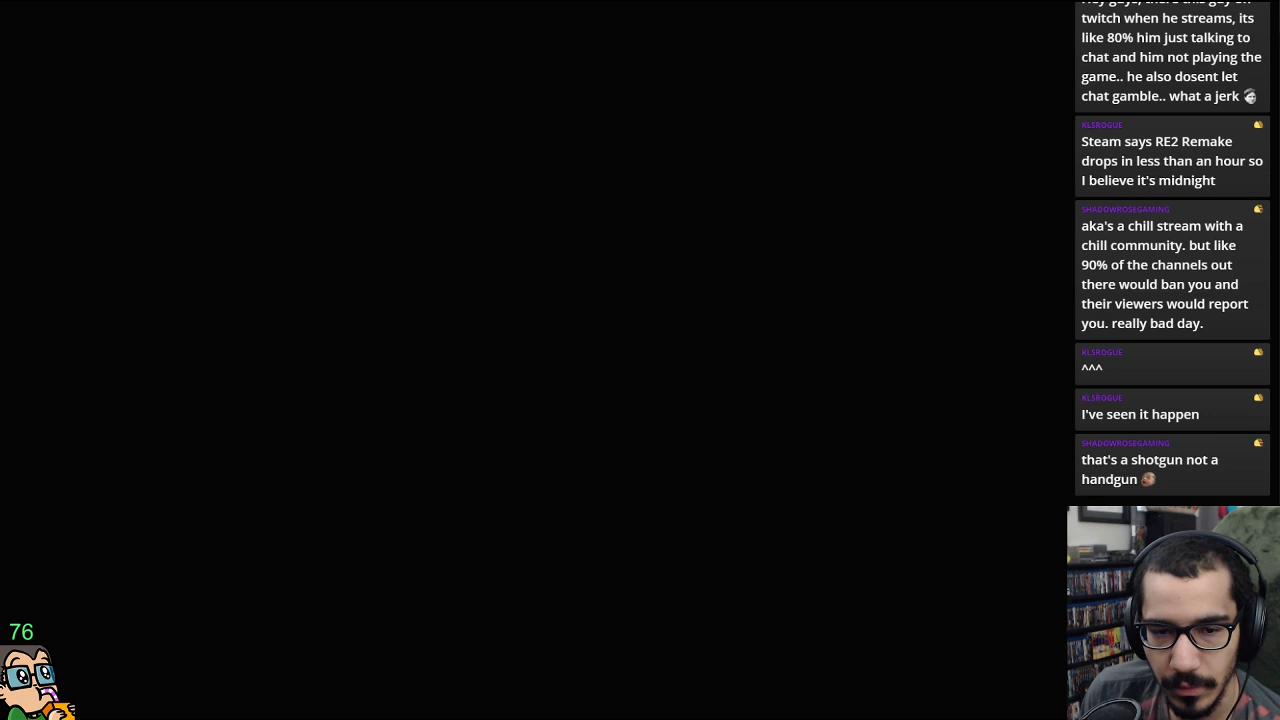 twitch when he streams, its
like 80% him just talking to
chat and him not playing the
game.. he also dosent let
chat gamble.. what a jerk
KLSROGUE
Steam says RE2 Remake
drops in less than an hour so
I believe it's midnight
SHADOWROSEGAMING
aka's a chill stream with a
chill community. but like
90% of the channels out
there would ban you and
their viewers would report
you. really bad day.
KLSROGUE
^^^
KLSROGUE
I've seen it happen
SHADOWROSEGAMING
that's a shotgun not a
handgun
76